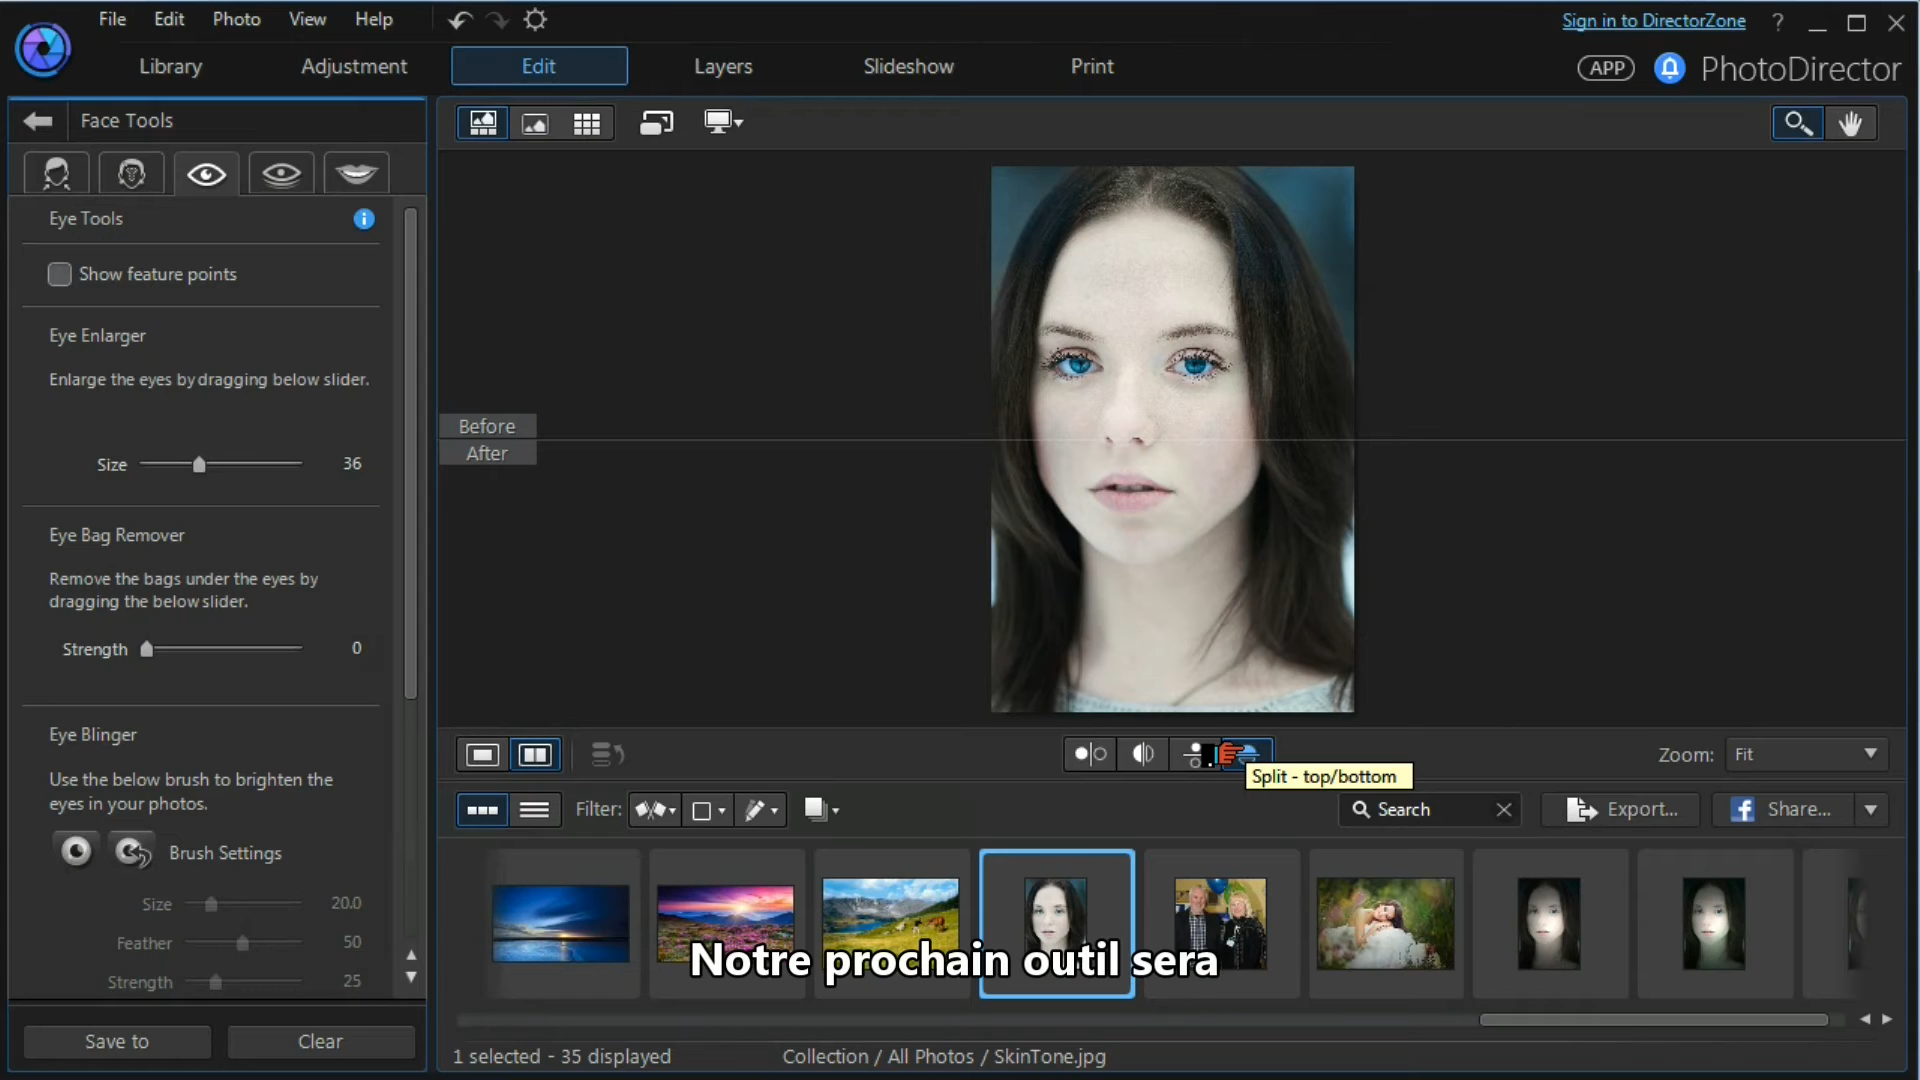 File Edit Photo View Help
Sign in to DirectorZone ?
Library Adjustment Edit Layers Slideshow Print
APP PhotoDirector
Face Tools
Eye Tools
Show feature points
Eye Enlarger
Enlarge the eyes by dragging below slider.
Before
After
Size 36
Eye Bag Remover
Remove the bags under the eyes by
dragging the below slider.
Strength 0
Eye Blinger
Use the below brush to brighten the
eyes in your photos.
Brush Settings
Size 20.0
Feather 50
Strength 25
Save to Clear
Zoom: Fit
Split - top/bottom
Filter: Search Export... Share...
Notre prochain outil sera
1 selected - 35 displayed Collection / All Photos / SkinTone.jpg